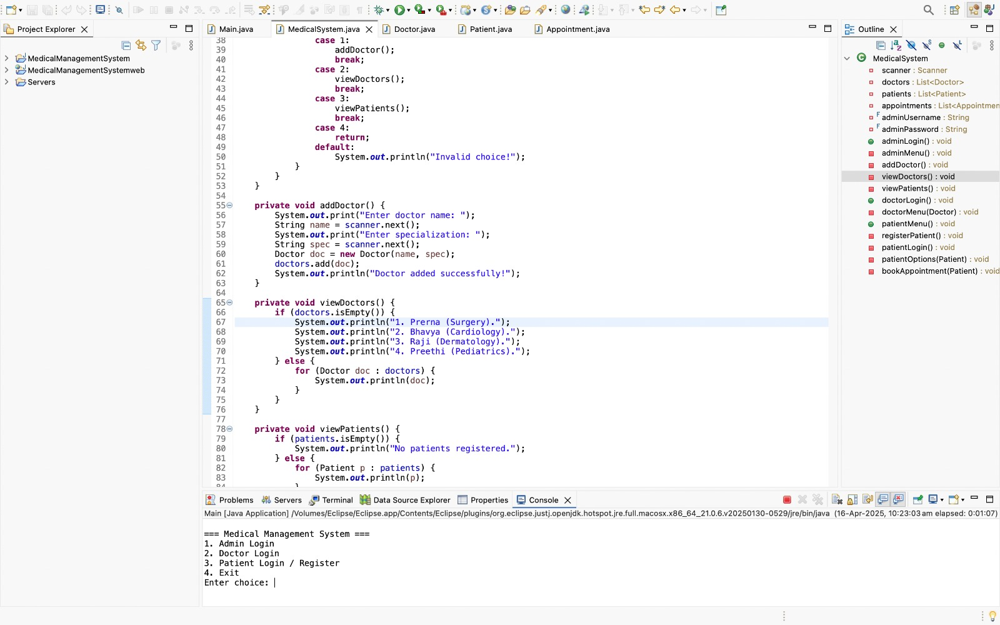 Project Explorer
MedicalManagementSystem
MedicalManagementSystemweb
Servers
Main.java
MedicalSystem.java
Doctor.java
Patient.java
Appointment.java
38 case 1:
39 addDoctor();
40 break;
41 case 2:
42 viewDoctors();
43 break;
44 case 3:
45 viewPatients();
46 break;
47 case 4:
48 return;
49 default:
50 System.out.println("Invalid choice!");
51 }
52 }
53 }
54
55 private void addDoctor() {
56 System.out.print("Enter doctor name: ");
57 String name = scanner.next();
58 System.out.print("Enter specialization: ");
59 String spec = scanner.next();
60 Doctor doc = new Doctor(name, spec);
61 doctors.add(doc);
62 System.out.println("Doctor added successfully!");
63 }
64
65 private void viewDoctors() {
66 if (doctors.isEmpty()) {
67 System.out.println("1. Prerna (Surgery).");
68 System.out.println("2. Bhavya (Cardiology).");
69 System.out.println("3. Raji (Dermatology).");
70 System.out.println("4. Preethi (Pediatrics).");
71 } else {
72 for (Doctor doc : doctors) {
73 System.out.println(doc);
74 }
75 }
76 }
77
78 private void viewPatients() {
79 if (patients.isEmpty()) {
80 System.out.println("No patients registered.");
81 } else {
82 for (Patient p : patients) {
83 System.out.println(p);
84 }
Outline
MedicalSystem
scanner : Scanner
doctors : List<Doctor>
patients : List<Patient>
appointments : List<Appointmen
adminUsername : String
adminPassword : String
adminLogin() : void
adminMenu() : void
addDoctor() : void
viewDoctors() : void
viewPatients() : void
doctorLogin() : void
doctorMenu(Doctor) : void
patientMenu() : void
registerPatient() : void
patientLogin() : void
patientOptions(Patient) : void
bookAppointment(Patient) : void
Problems
Servers
Terminal
Data Source Explorer
Properties
Console
Main [Java Application] /Volumes/Eclipse/Eclipse.app/Contents/Eclipse/plugins/org.eclipse.justj.openjdk.hotspot.jre.full.macosx.x86_64_21.0.6.v20250130-0529/jre/bin/java (16-Apr-2025, 10:23:03 am elapsed: 0:01:07)
=== Medical Management System ===
1. Admin Login
2. Doctor Login
3. Patient Login / Register
4. Exit
Enter choice: